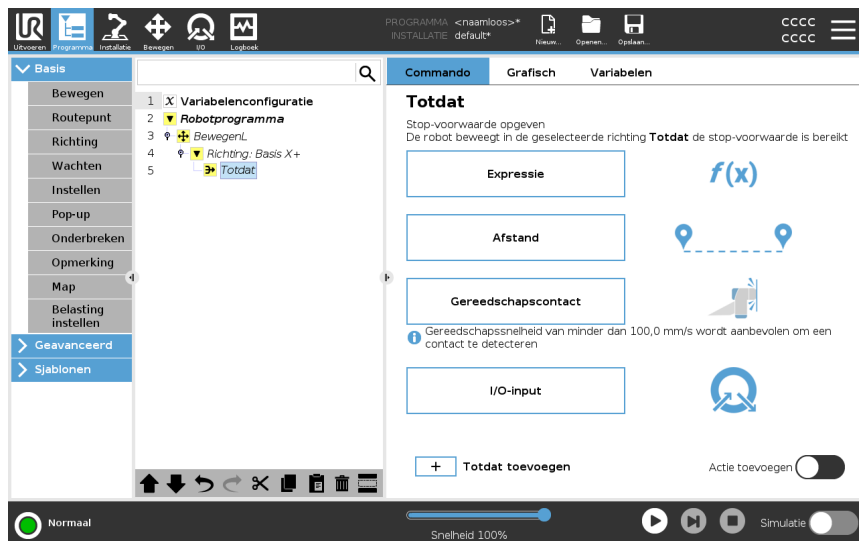 UR
PROGRAMMA <naamloos>*
INSTALLATIE default*
CCCC
CCCC
Uitvoeren Programma Installatie Bewegen I/O Logboek Nieuw... Openen... Opslaan...
Basis
Bewegen
Routepunt
Richting
Wachten
Instellen
Pop-up
Onderbreken
Opmerking
Map
Belasting
instellen
Geavanceerd
Sjablonen
1 X Variabelenconfiguratie
2 Robotprogramma
3 BewegenL
4 Richting: Basis X+
5 Totdat
Commando Grafisch Variabelen
Totdat
Stop-voorwaarde opgeven
De robot beweegt in de geselecteerde richting Totdat de stop-voorwaarde is bereikt
Expressie
f(x)
Afstand
Gereedschapscontact
Gereedschapssnelheid van minder dan 100,0 mm/s wordt aanbevolen om een
contact te detecteren
I/O-input
+ Totdat toevoegen
Actie toevoegen
Normaal
Snelheid 100%
Simulatie